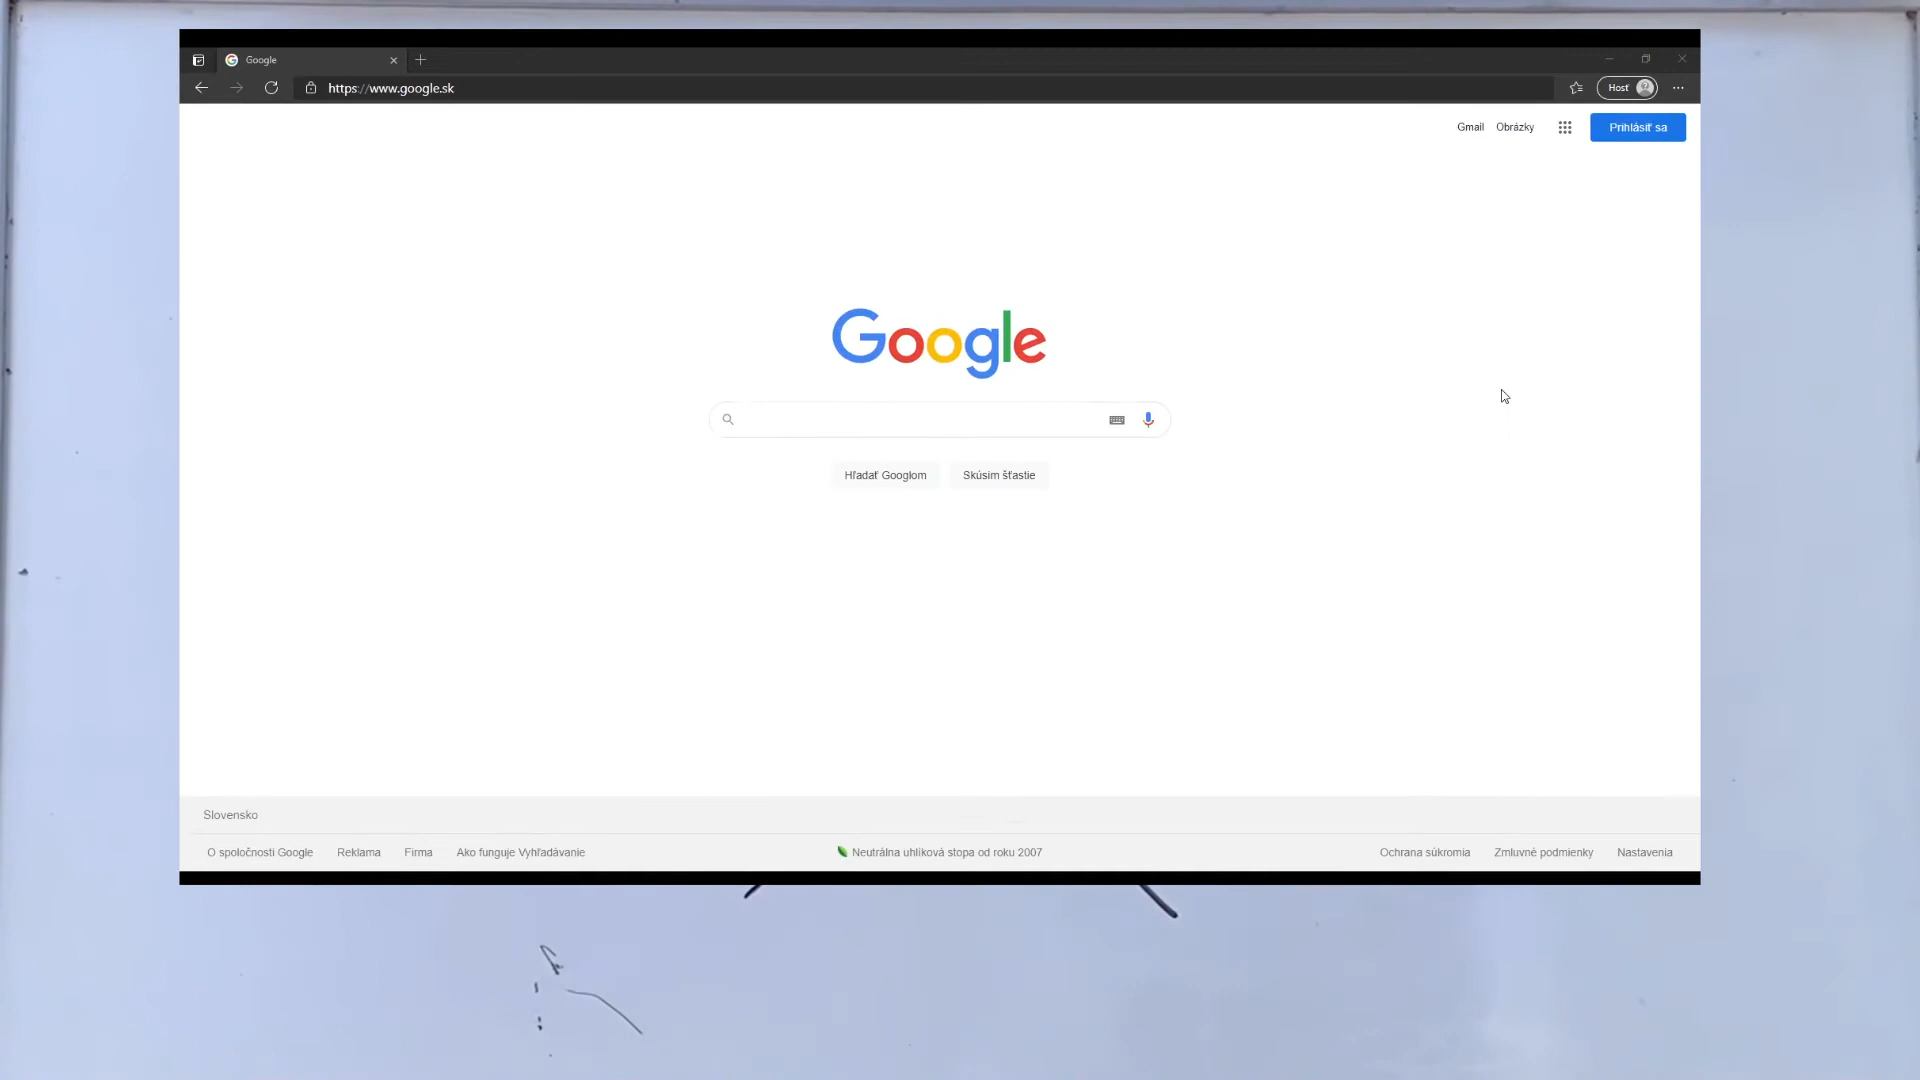 Google
https://www.google.sk
Hosť
Gmail Obrázky Prihlásiť sa
Google
Hľadať Googlom Skúsim šťastie
Slovensko
O spoločnosti Google Reklama Firma Ako funguje Vyhľadávanie Neutrálna uhlíková stopa od roku 2007 Ochrana súkromia Zmluvné podmienky Nastavenia